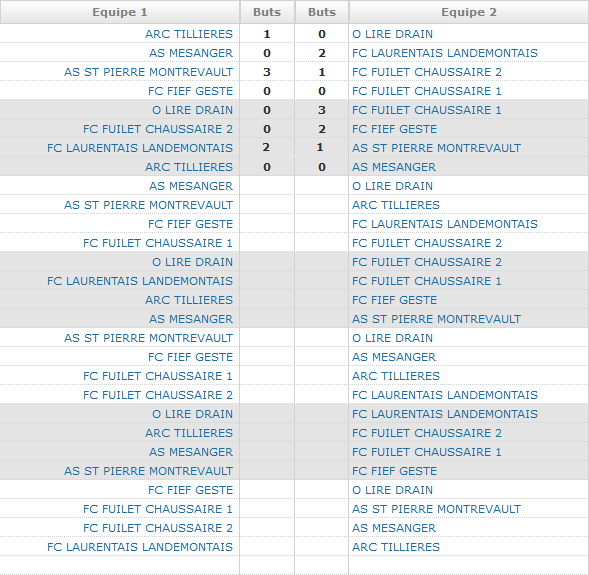 Equipe 1 Buts Buts Equipe 2
ARC TILLIERES 1 0 O LIRE DRAIN
AS MESANGER 0 2 FC LAURENTAIS LANDEMONTAIS
AS ST PIERRE MONTREVAULT 3 1 FC FUILET CHAUSSAIRE 2
FC FIEF GESTE 0 0 FC FUILET CHAUSSAIRE 1
O LIRE DRAIN 0 3 FC FUILET CHAUSSAIRE 1
FC FUILET CHAUSSAIRE 2 0 2 FC FIEF GESTE
FC LAURENTAIS LANDEMONTAIS 2 1 AS ST PIERRE MONTREVAULT
ARC TILLIERES 0 0 AS MESANGER
AS MESANGER O LIRE DRAIN
AS ST PIERRE MONTREVAULT ARC TILLIERES
FC FIEF GESTE FC LAURENTAIS LANDEMONTAIS
FC FUILET CHAUSSAIRE 1 FC FUILET CHAUSSAIRE 2
O LIRE DRAIN FC FUILET CHAUSSAIRE 2
FC LAURENTAIS LANDEMONTAIS FC FUILET CHAUSSAIRE 1
ARC TILLIERES FC FIEF GESTE
AS MESANGER AS ST PIERRE MONTREVAULT
AS ST PIERRE MONTREVAULT O LIRE DRAIN
FC FIEF GESTE AS MESANGER
FC FUILET CHAUSSAIRE 1 ARC TILLIERES
FC FUILET CHAUSSAIRE 2 FC LAURENTAIS LANDEMONTAIS
O LIRE DRAIN FC LAURENTAIS LANDEMONTAIS
ARC TILLIERES FC FUILET CHAUSSAIRE 2
AS MESANGER FC FUILET CHAUSSAIRE 1
AS ST PIERRE MONTREVAULT FC FIEF GESTE
FC FIEF GESTE O LIRE DRAIN
FC FUILET CHAUSSAIRE 1 AS ST PIERRE MONTREVAULT
FC FUILET CHAUSSAIRE 2 AS MESANGER
FC LAURENTAIS LANDEMONTAIS ARC TILLIERES